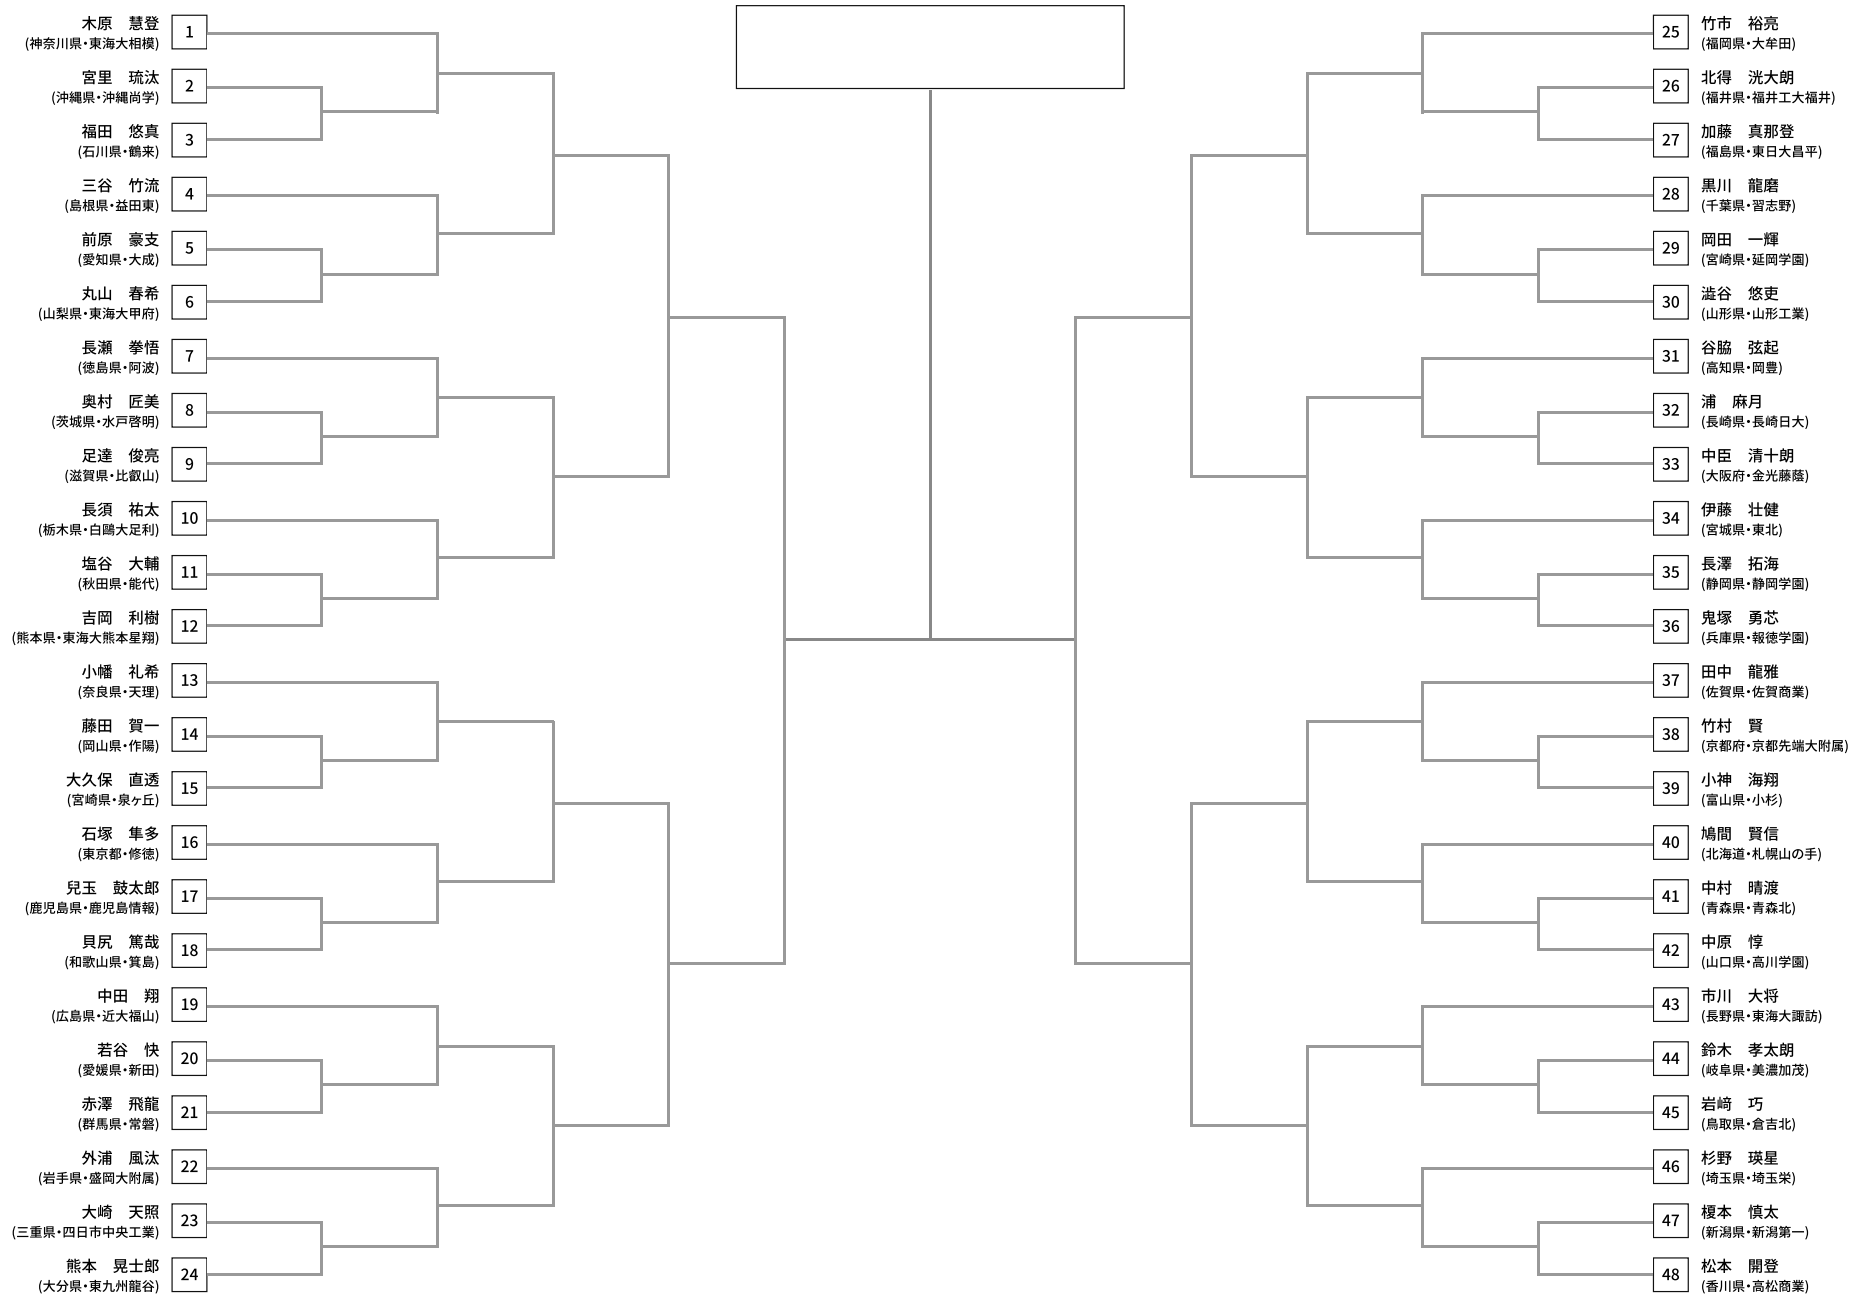 木原　慧登
(神奈川県・東海大相模)
1
宮里　琉汰
(沖縄県・沖縄尚学)
2
福田　悠真
(石川県・鶴来)
3
三谷　竹流
(島根県・益田東)
4
前原　豪支
(愛知県・大成)
5
丸山　春希
(山梨県・東海大甲府)
6
長瀬　拳悟
(徳島県・阿波)
7
奥村　匠美
(茨城県・水戸啓明)
8
足達　俊亮
(滋賀県・比叡山)
9
長須　祐太
(栃木県・白鷗大足利)
10
塩谷　大輔
(秋田県・能代)
11
吉岡　利樹
(熊本県・東海大熊本星翔)
12
小幡　礼希
(奈良県・天理)
13
藤田　賀一
(岡山県・作陽)
14
大久保　直透
(宮崎県・泉ヶ丘)
15
石塚　隼多
(東京都・修徳)
16
兒玉　鼓太郎
(鹿児島県・鹿児島情報)
17
貝尻　篤哉
(和歌山県・箕島)
18
中田　翔
(広島県・近大福山)
19
若谷　快
(愛媛県・新田)
20
赤澤　飛龍
(群馬県・常磐)
21
外浦　風汰
(岩手県・盛岡大附属)
22
大崎　天照
(三重県・四日市中央工業)
23
熊本　晃士郎
(大分県・東九州龍谷)
24
25
竹市　裕亮
(福岡県・大牟田)
26
北得　洸大朗
(福井県・福井工大福井)
27
加藤　真那登
(福島県・東日大昌平)
28
黒川　龍磨
(千葉県・習志野)
29
岡田　一輝
(宮崎県・延岡学園)
30
澁谷　悠吏
(山形県・山形工業)
31
谷脇　弦起
(高知県・岡豊)
32
浦　麻月
(長崎県・長崎日大)
33
中臣　清十朗
(大阪府・金光藤蔭)
34
伊藤　壮健
(宮城県・東北)
35
長澤　拓海
(静岡県・静岡学園)
36
鬼塚　勇芯
(兵庫県・報徳学園)
37
田中　龍雅
(佐賀県・佐賀商業)
38
竹村　賢
(京都府・京都先端大附属)
39
小神　海翔
(富山県・小杉)
40
鳩間　賢信
(北海道・札幌山の手)
41
中村　晴渡
(青森県・青森北)
42
中原　惇
(山口県・高川学園)
43
市川　大将
(長野県・東海大諏訪)
44
鈴木　孝太朗
(岐阜県・美濃加茂)
45
岩﨑　巧
(鳥取県・倉吉北)
46
杉野　瑛星
(埼玉県・埼玉栄)
47
榎本　慎太
(新潟県・新潟第一)
48
松本　開登
(香川県・高松商業)